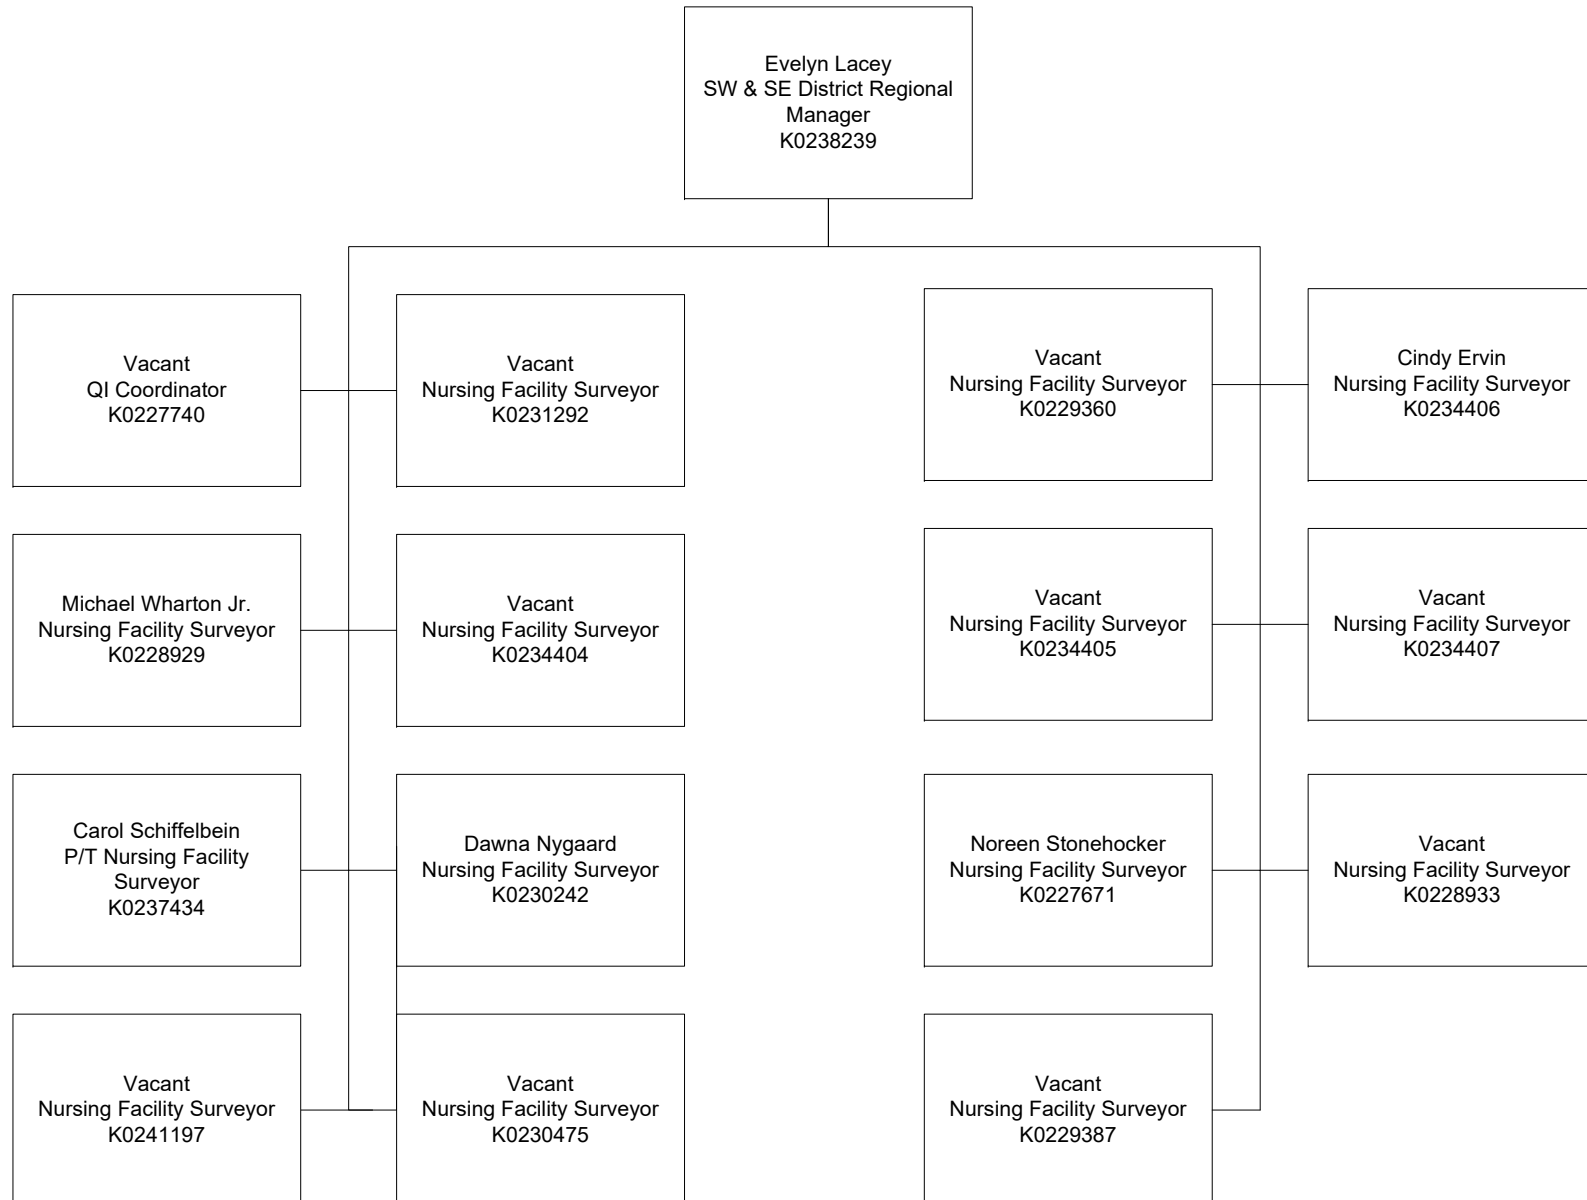 Evelyn Lacey
SW & SE District Regional
Manager
K0238239
Vacant
QI Coordinator
K0227740
Vacant
Nursing Facility Surveyor
K0231292
Vacant
Nursing Facility Surveyor
K0229360
Cindy Ervin
Nursing Facility Surveyor
K0234406
Michael Wharton Jr.
Nursing Facility Surveyor
K0228929
Vacant
Nursing Facility Surveyor
K0234404
Vacant
Nursing Facility Surveyor
K0234405
Vacant
Nursing Facility Surveyor
K0234407
Carol Schiffelbein
P/T Nursing Facility
Surveyor
K0237434
Dawna Nygaard
Nursing Facility Surveyor
K0230242
Noreen Stonehocker
Nursing Facility Surveyor
K0227671
Vacant
Nursing Facility Surveyor
K0228933
Vacant
Nursing Facility Surveyor
K0241197
Vacant
Nursing Facility Surveyor
K0230475
Vacant
Nursing Facility Surveyor
K0229387